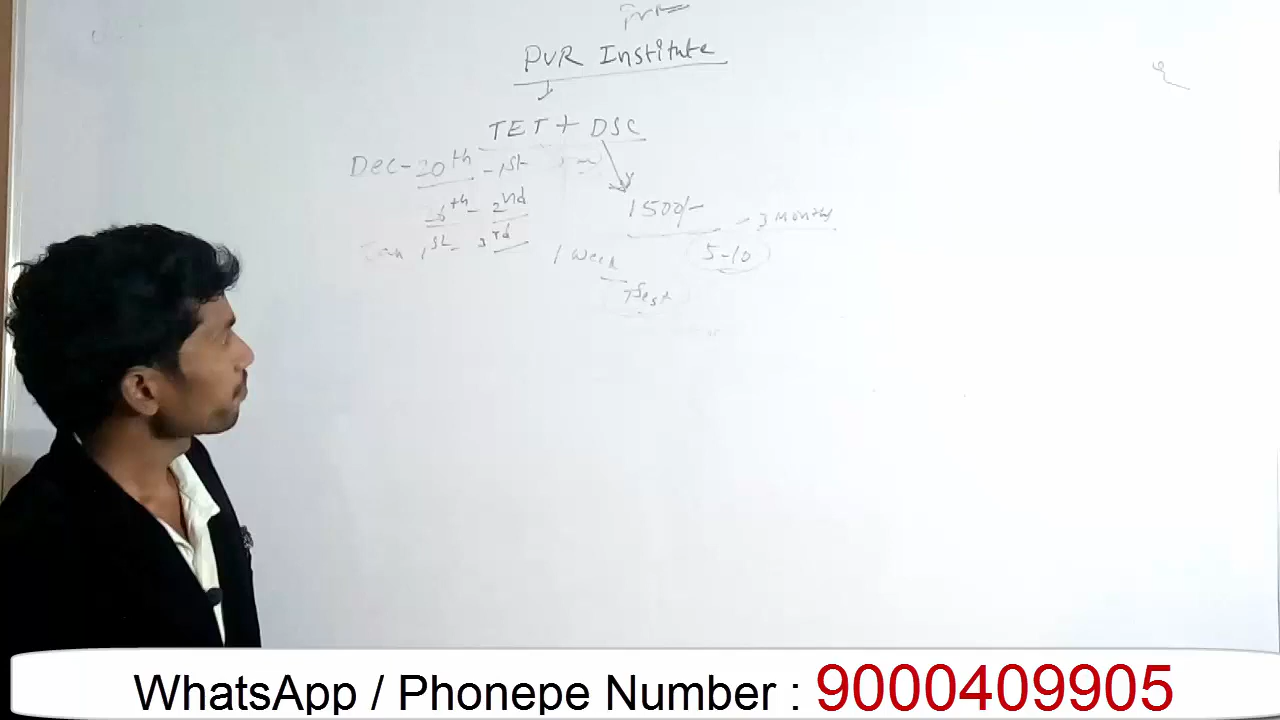 PVR Institute
TET + DSC
Dec - 20th - 1st
2nd
1500/- - 3 Months
1st - 3rd 1 Week 5-10
Test
WhatsApp / Phonepe Number : 9000409905